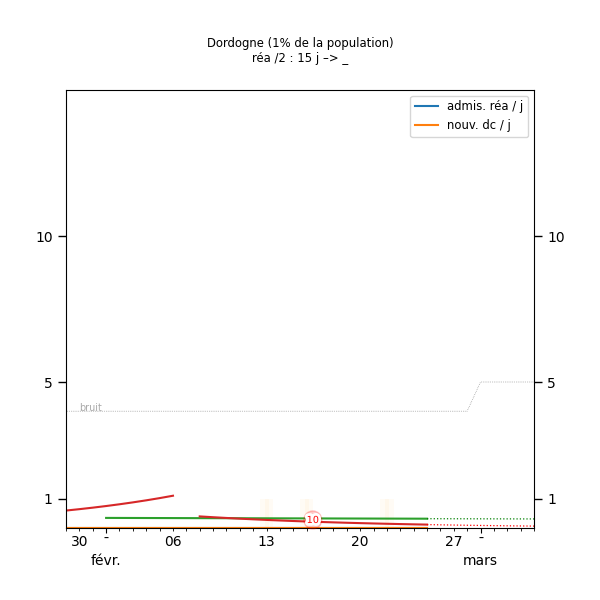 Dordogne (1% de la population)
réa /2 : 15 j –> _
admis. réa / j
nouv. dc / j
10 10
5 5
bruit
1 1
10
30 - 06 13 20 27 -
févr. mars